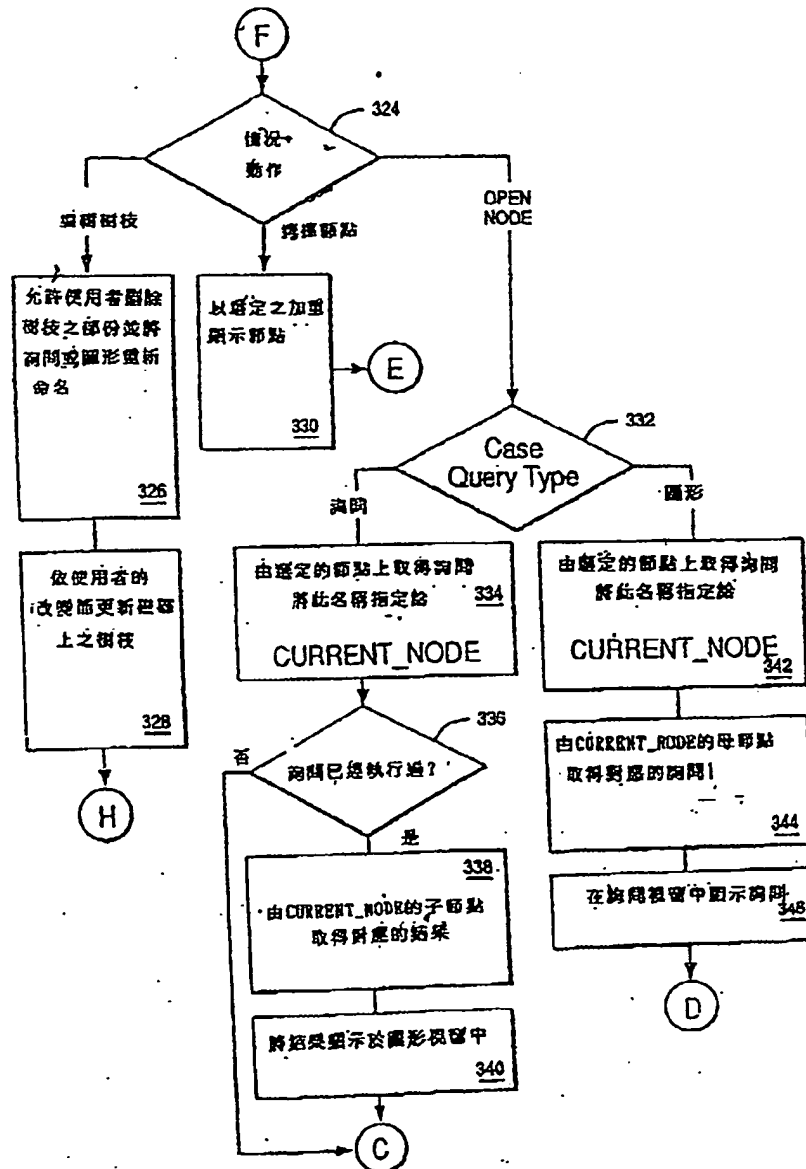 F
324
情況
動作
編輯樹枝
選擇節點
OPEN
NODE
允許使用者刪除
樹枝之部份並將
詢問或圖形重新
命名
326
以選定之加重
顯示節點
330
E
332
Case
Query Type
詢問
圖形
依使用者的
改變而更新
上之樹枝
328
H
由選定的節點上取得詢問
將此名稱指定給
334
CURRENT_NODE
由選定的節點上取得詢問
將此名稱指定給
CURRENT_NODE
342
336
否
詢問已經執行過?
是
由CURRENT_NODE的母節點
取得對應的詢問
344
338
由CURRENT_NODE的子節點
取得對應的結果
在詢問視窗中顯示詢問
346
D
將結果顯示於圖形視窗中
340
C